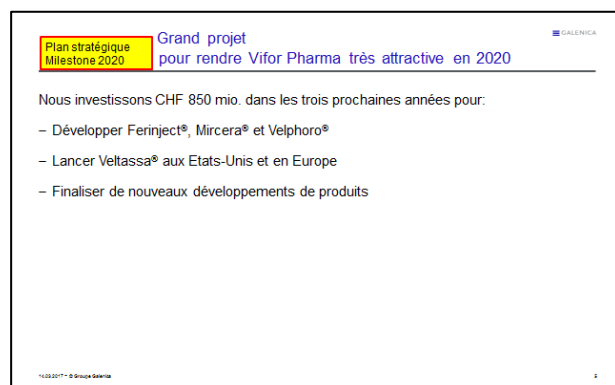 Plan stratégique
Milestone 2020
Grand projet
pour rendre Vifor Pharma très attractive en 2020
GALENICA
Nous investissons CHF 850 mio. dans les trois prochaines années pour:
– Développer Ferinject®, Mircera® et Velphoro®
– Lancer Veltassa® aux Etats-Unis et en Europe
– Finaliser de nouveaux développements de produits
© Groupe Galenica